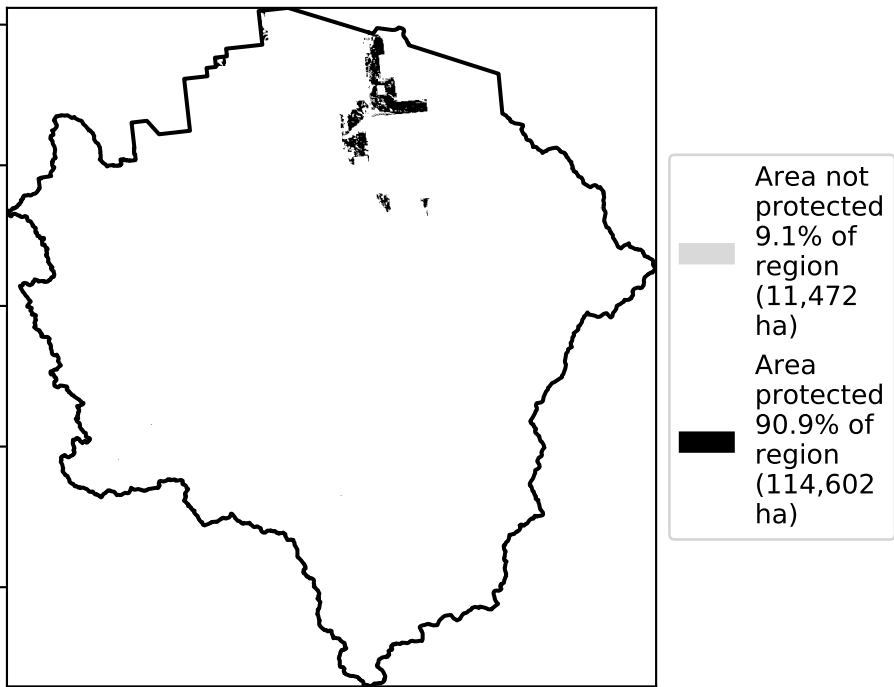 Area not
protected
9.1% of
region
(11,472
ha)
Area
protected
90.9% of
region
(114,602
ha)